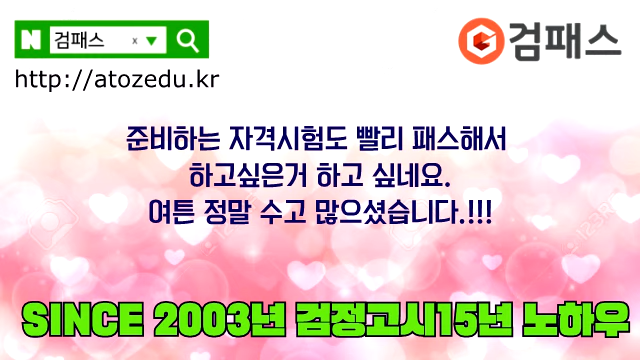 N 검패스 x ▼
검패스
http://atozedu.kr
준비하는 자격시험도 빨리 패스해서
하고싶은거 하고 싶네요.
여튼 정말 수고 많으셨습니다.!!!
SINCE 2003년 검정고시15년 노하우